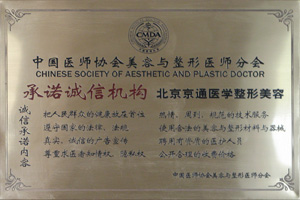 CMDA
中国医师协会美容与整形医师分会
CHINESE SOCIETY OF AESTHETIC AND PLASTIC DOCTOR
承诺诚信机构 北京京通医学整形美容
诚信承诺内容
把人民群众的健康放在首位
遵守国家的法律、法规
真实、诚信的广告宣传
尊重求医者知情权、隐私权
热情、周到、规范的技术服务
使用合法的美容与整形材料与器械
聘用有资质的医护人员
公开合理的收费价格
中国医师协会美容与整形医师分会